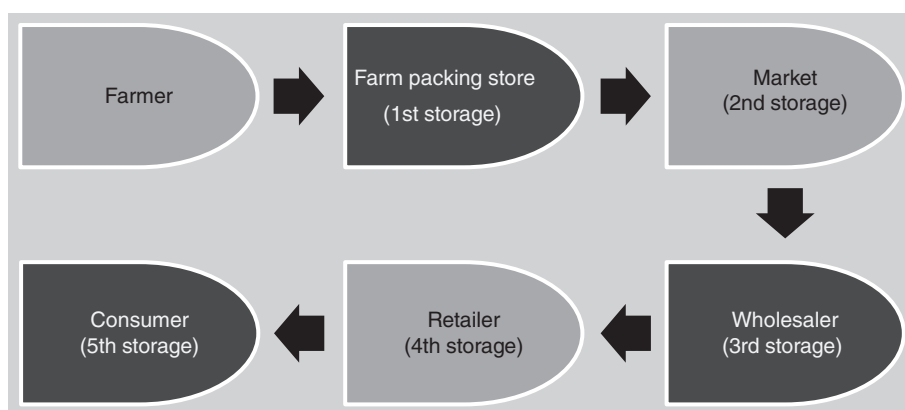 Farmer
Farm packing store
(1st storage)
Market
(2nd storage)
Wholesaler
(3rd storage)
Retailer
(4th storage)
Consumer
(5th storage)